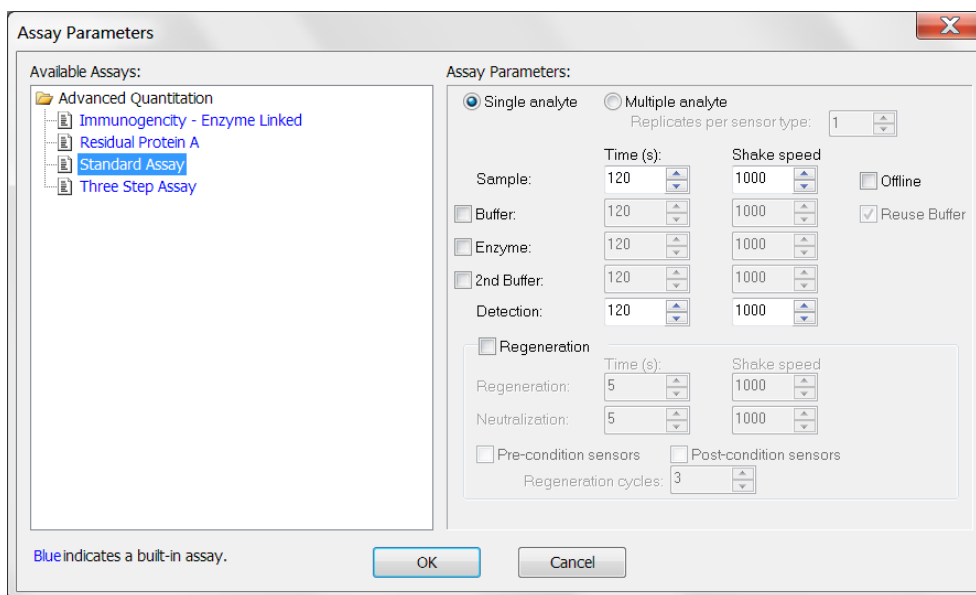 Assay Parameters
Available Assays:
Advanced Quantitation
Immunogencity - Enzyme Linked
Residual Protein A
Standard Assay
Three Step Assay
Blue indicates a built-in assay.
Assay Parameters:
Single analyte Multiple analyte
Replicates per sensor type: 1
Time (s): Shake speed
Sample: 120 1000 Offline
Buffer: 120 1000 Reuse Buffer
Enzyme: 120 1000
2nd Buffer: 120 1000
Detection: 120 1000
Regeneration
Time (s): Shake speed
Regeneration: 5 1000
Neutralization: 5 1000
Pre-condition sensors Post-condition sensors
Regeneration cycles: 3
OK Cancel